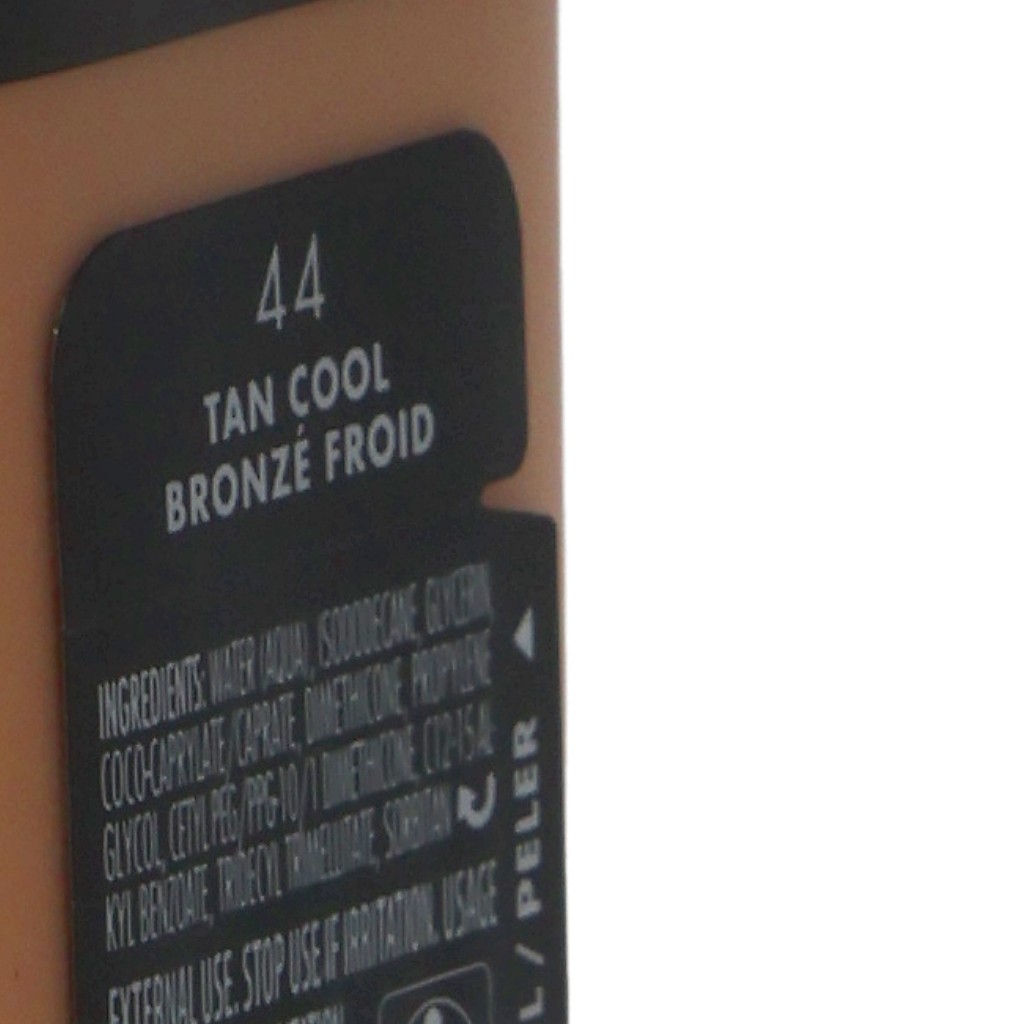 44
TAN COOL
BRONZÉ FROID
INGREDIENTS: WATER (AQUA), ISODODECANE, GLYCERIN,
COCO-CAPRYLATE/CAPRATE, DIMETHICONE, PROPYLENE
GLYCOL, CETYL PEG/PPG-10/1 DIMETHICONE, C12-15 AL-
KYL BENZOATE, TRIDECYL TRIMELLITATE, SORBITAN
EXTERNAL USE. STOP USE IF IRRITATION. USAGE
L / PELER